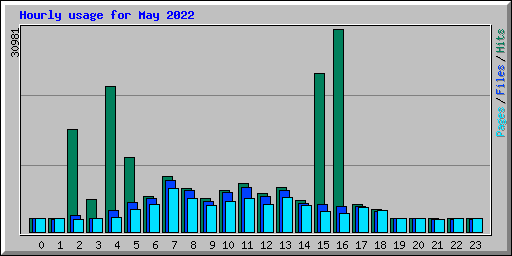 Hourly usage for May 2022
30981
Pages/Files/Hits
0 1 2 3 4 5 6 7 8 9 10 11 12 13 14 15 16 17 18 19 20 21 22 23